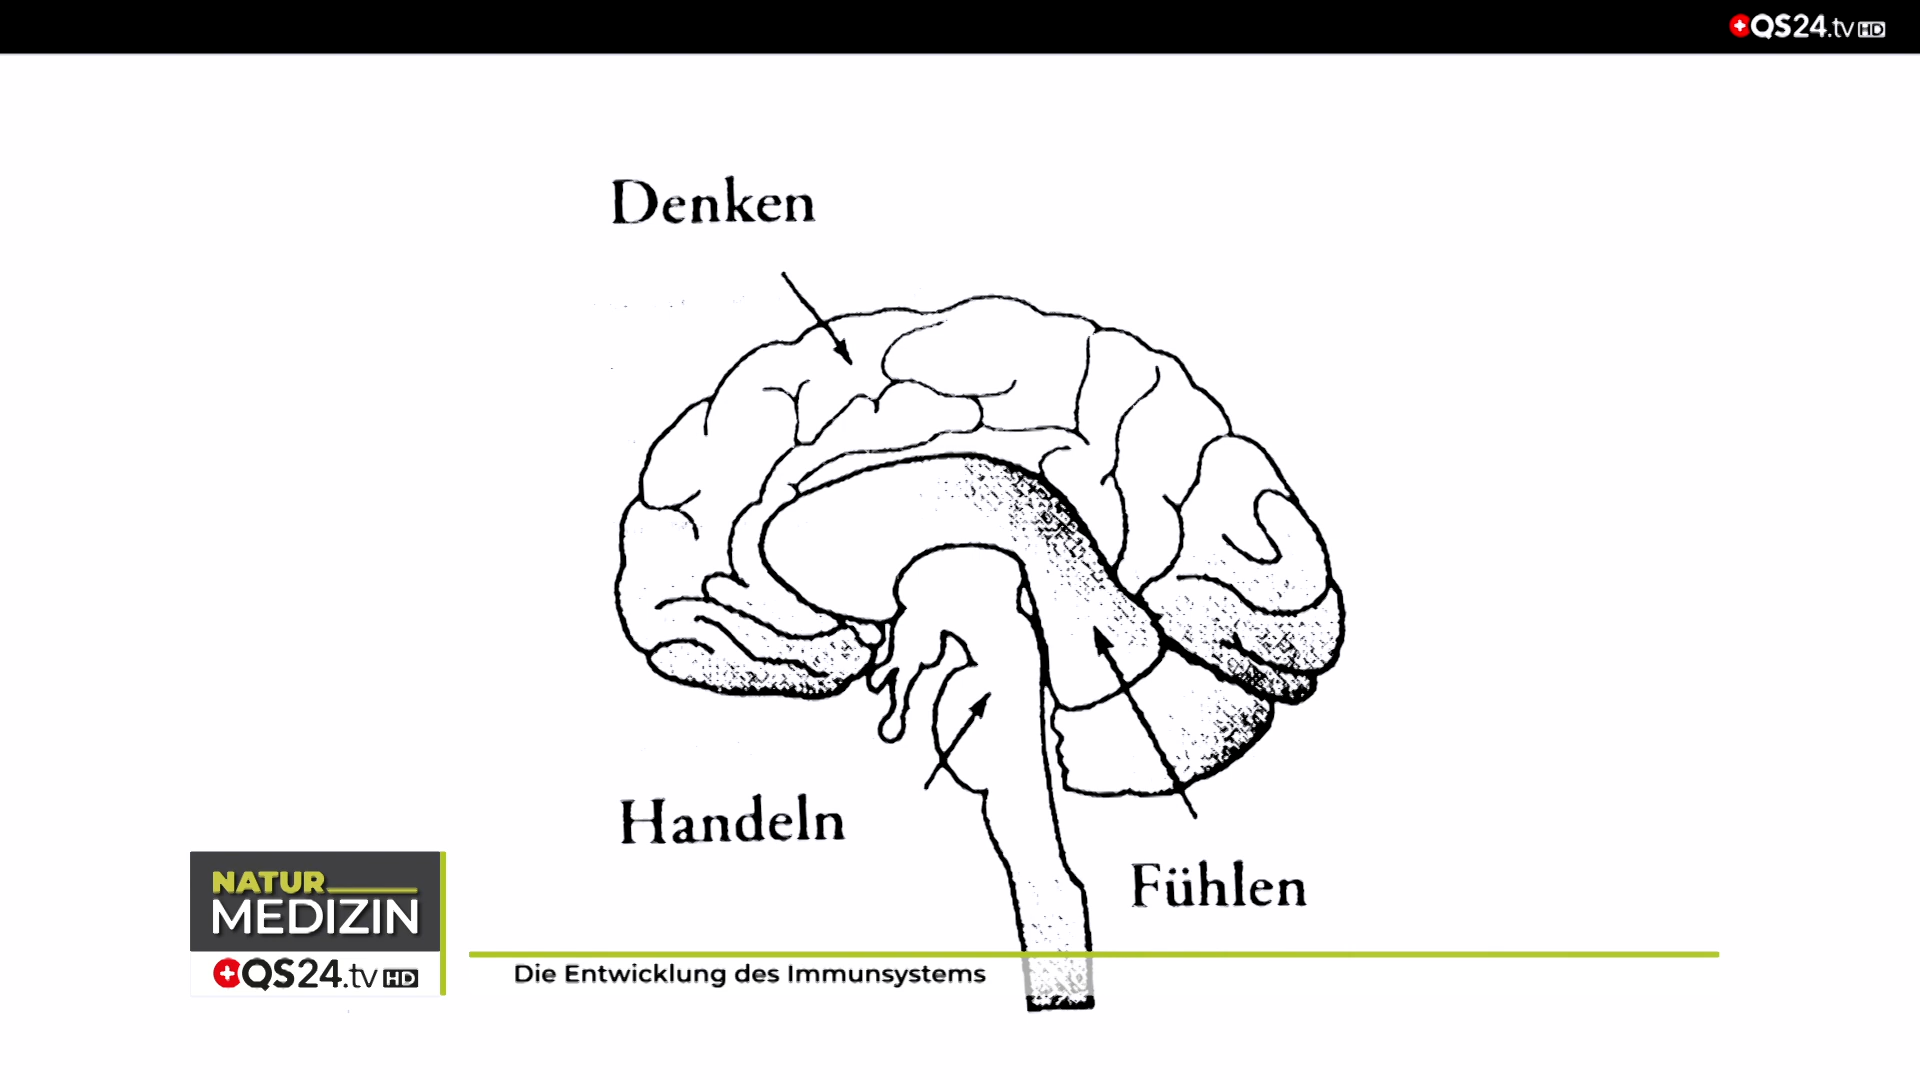 QS24.tv HD
Denken
Handeln
Fühlen
NATUR
MEDIZIN
QS24.tv HD
Die Entwicklung des Immunsystems